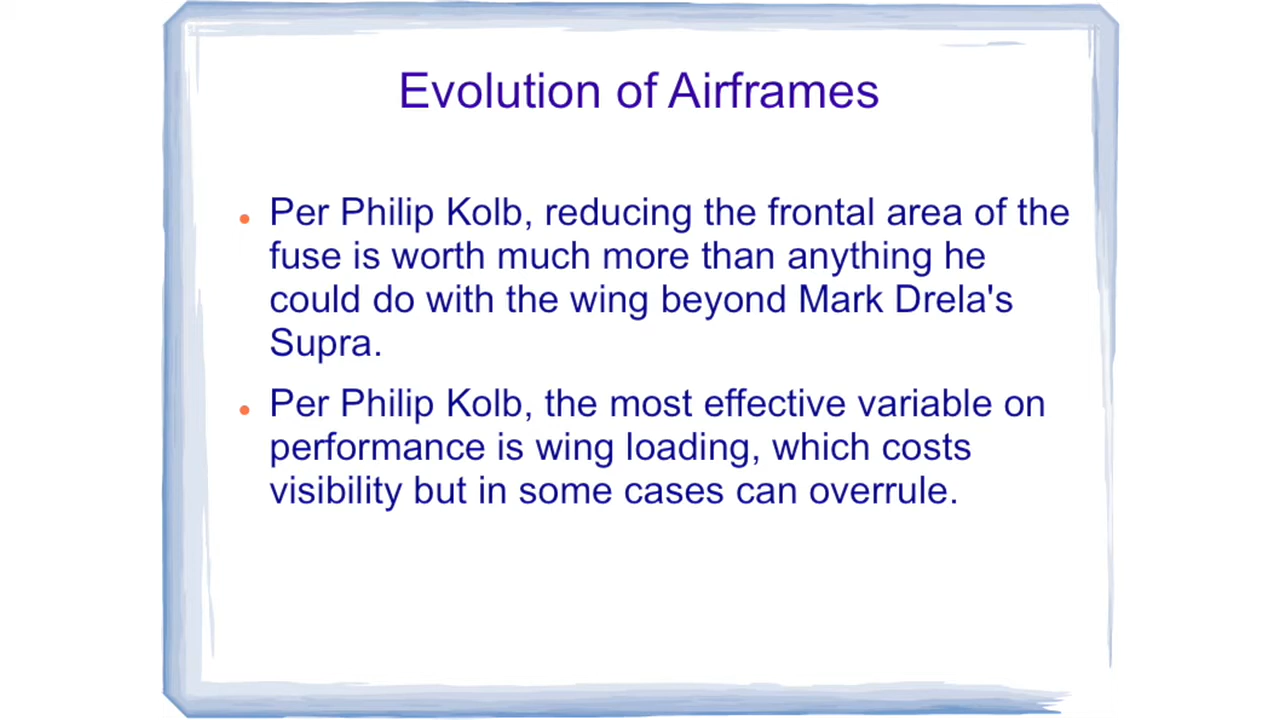 Evolution of Airframes
Per Philip Kolb, reducing the frontal area of the
fuse is worth much more than anything he
could do with the wing beyond Mark Drela's
Supra.
Per Philip Kolb, the most effective variable on
performance is wing loading, which costs
visibility but in some cases can overrule.